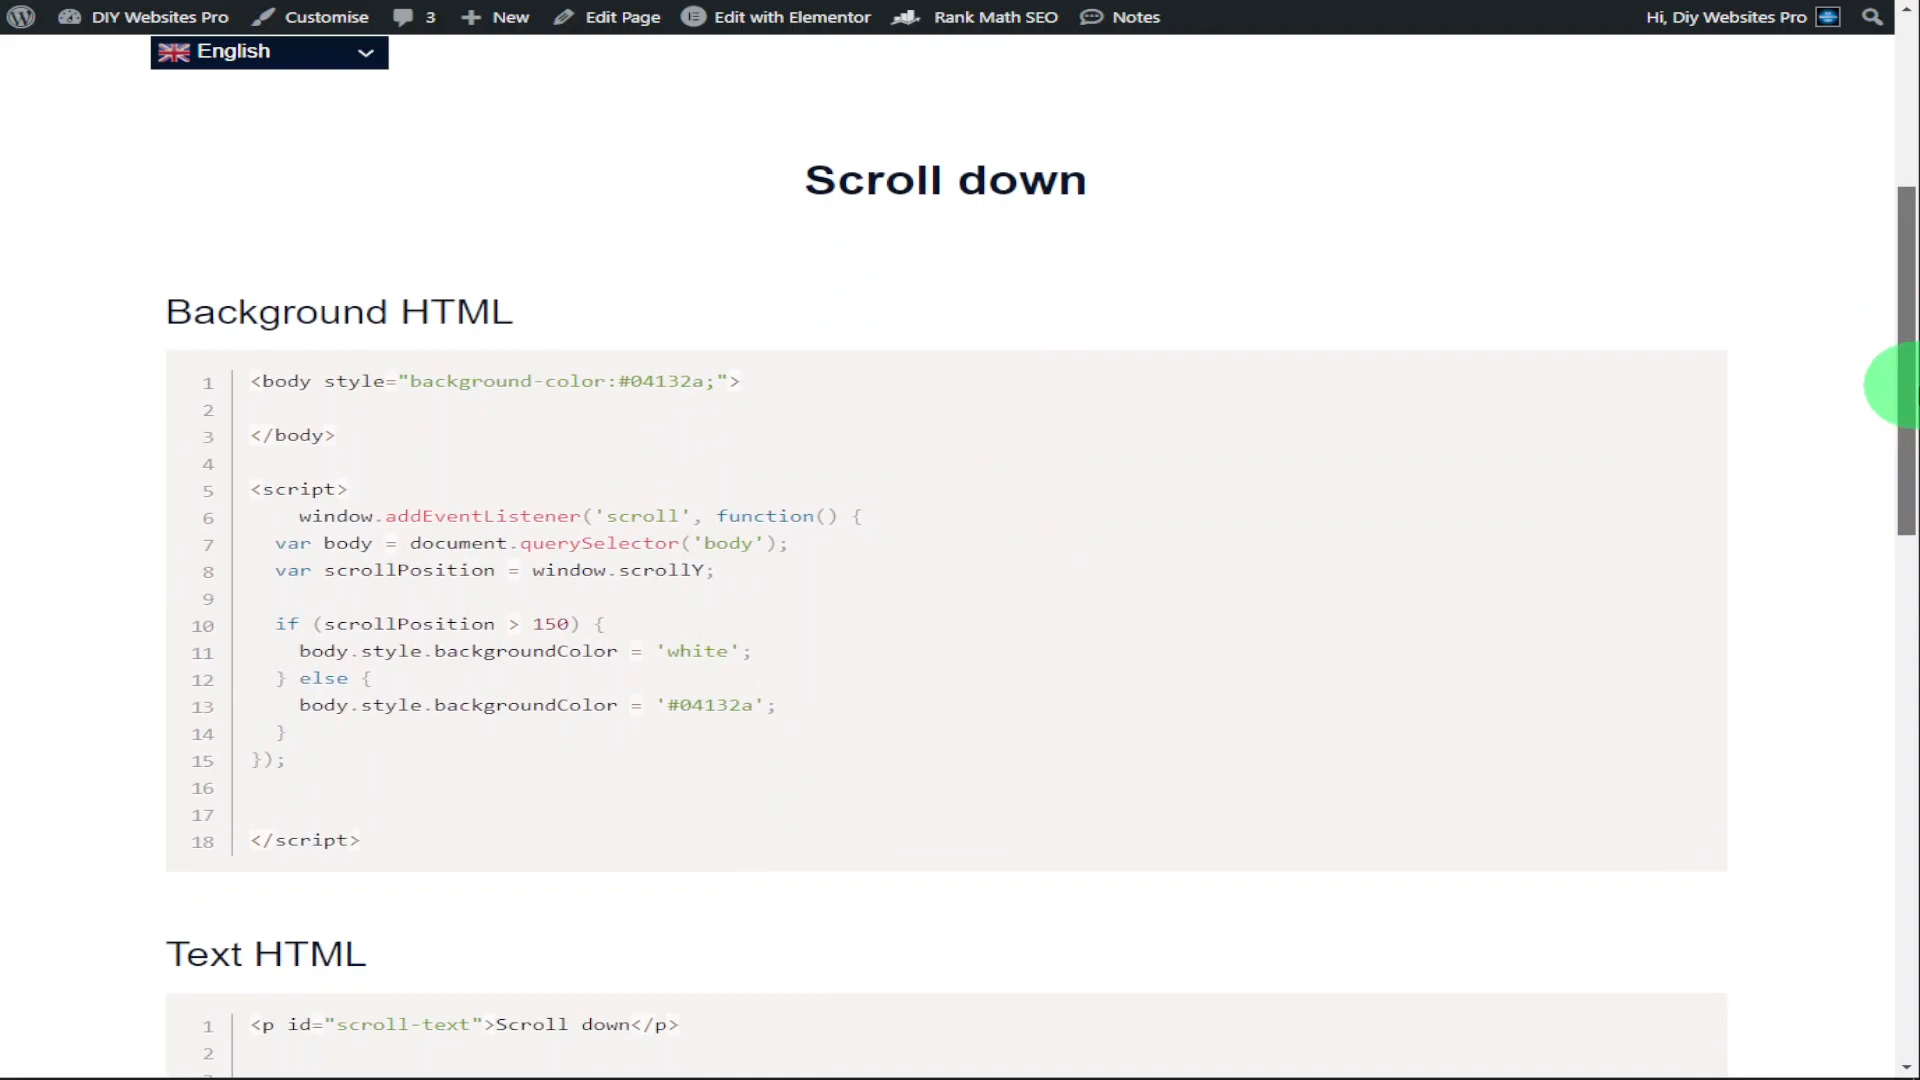 DIY Websites Pro Customise 3 New Edit Page Edit with Elementor Rank Math SEO Notes Hi, Diy Websites Pro
English
Scroll down
Background HTML
1 <body style="background-color:#04132a;">
2
3 </body>
4
5 <script>
6     window.addEventListener('scroll', function() {
7   var body = document.querySelector('body');
8   var scrollPosition = window.scrollY;
9
10   if (scrollPosition > 150) {
11     body.style.backgroundColor = 'white';
12   } else {
13     body.style.backgroundColor = '#04132a';
14   }
15 });
16
17
18 </script>
Text HTML
1 <p id="scroll-text">Scroll down</p>
2